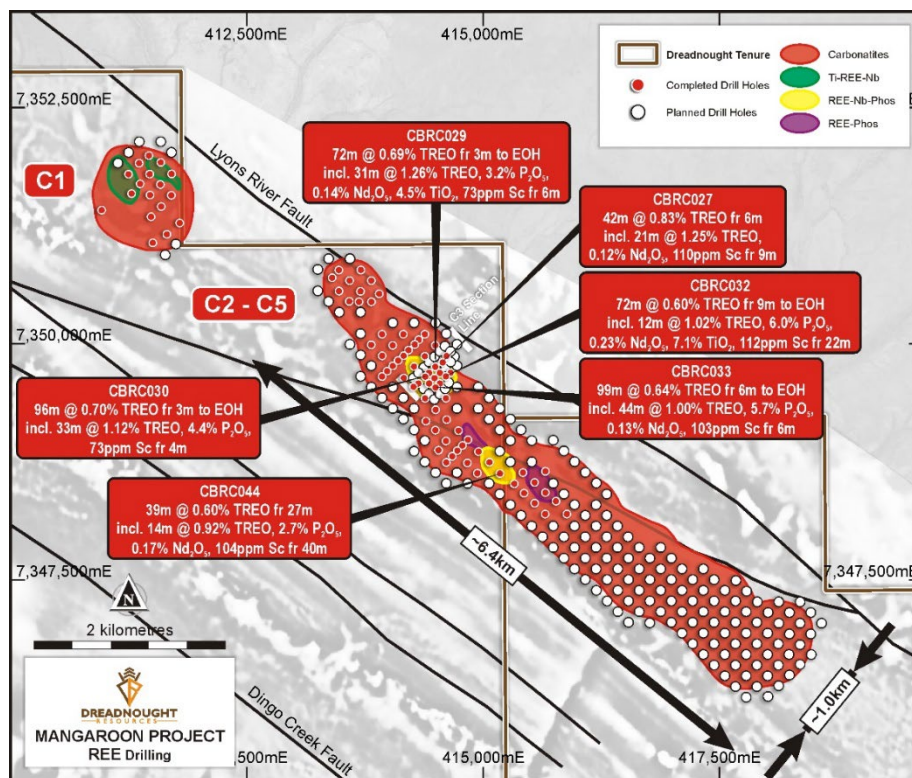 412,500mE
415,000mE
Dreadnought Tenure
Completed Drill Holes
Planned Drill Holes
Carbonatites
Ti-REE-Nb
REE-Nb-Phos
REE-Phos
7,352,500mE
Lyons River Fault
CBRC029
72m @ 0.69% TREO fr 3m to EOH
incl. 31m @ 1.26% TREO, 3.2% P₂O₅,
0.14% Nd₂O₅, 4.5% TiO₂, 73ppm Sc fr 6m
C1
CBRC027
42m @ 0.83% TREO fr 6m
incl. 21m @ 1.25% TREO,
0.12% Nd₂O₅, 110ppm Sc fr 9m
C2 - C5
C3 Section
Line
CBRC032
72m @ 0.60% TREO fr 9m to EOH
incl. 12m @ 1.02% TREO, 6.0% P₂O₅,
0.23% Nd₂O₅, 7.1% TiO₂, 112ppm Sc fr 22m
7,350,000mE
CBRC033
99m @ 0.64% TREO fr 6m to EOH
incl. 44m @ 1.00% TREO, 5.7% P₂O₅,
0.13% Nd₂O₅, 103ppm Sc fr 6m
CBRC030
96m @ 0.70% TREO fr 3m to EOH
incl. 33m @ 1.12% TREO, 4.4% P₂O₅,
73ppm Sc fr 4m
CBRC044
39m @ 0.60% TREO fr 27m
incl. 14m @ 0.92% TREO, 2.7% P₂O₅,
0.17% Nd₂O₅, 104ppm Sc fr 40m
~6.4km
7,347,500mE
7,347,500mE
N
2 kilometres
~1.0km
DREADNOUGHT
RESOURCES
MANGAROON PROJECT
REE Drilling
Dingo Creek Fault
412,500mE
415,000mE
417,500mE